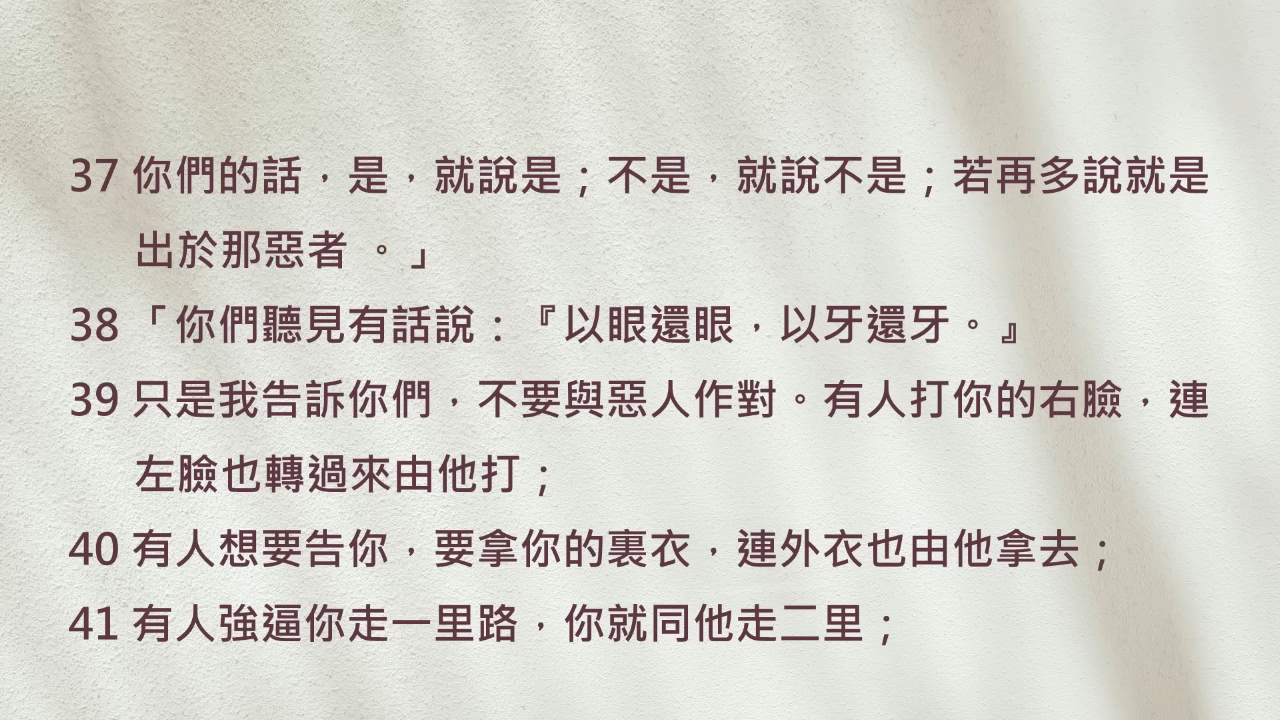 37 你們的話，是，就說是；不是，就說不是；若再多說就是
出於那惡者 。」
38 「你們聽見有話說：『以眼還眼，以牙還牙。』
39 只是我告訴你們，不要與惡人作對。有人打你的右臉，連
左臉也轉過來由他打；
40 有人想要告你，要拿你的裏衣，連外衣也由他拿去；
41 有人強逼你走一里路，你就同他走二里；